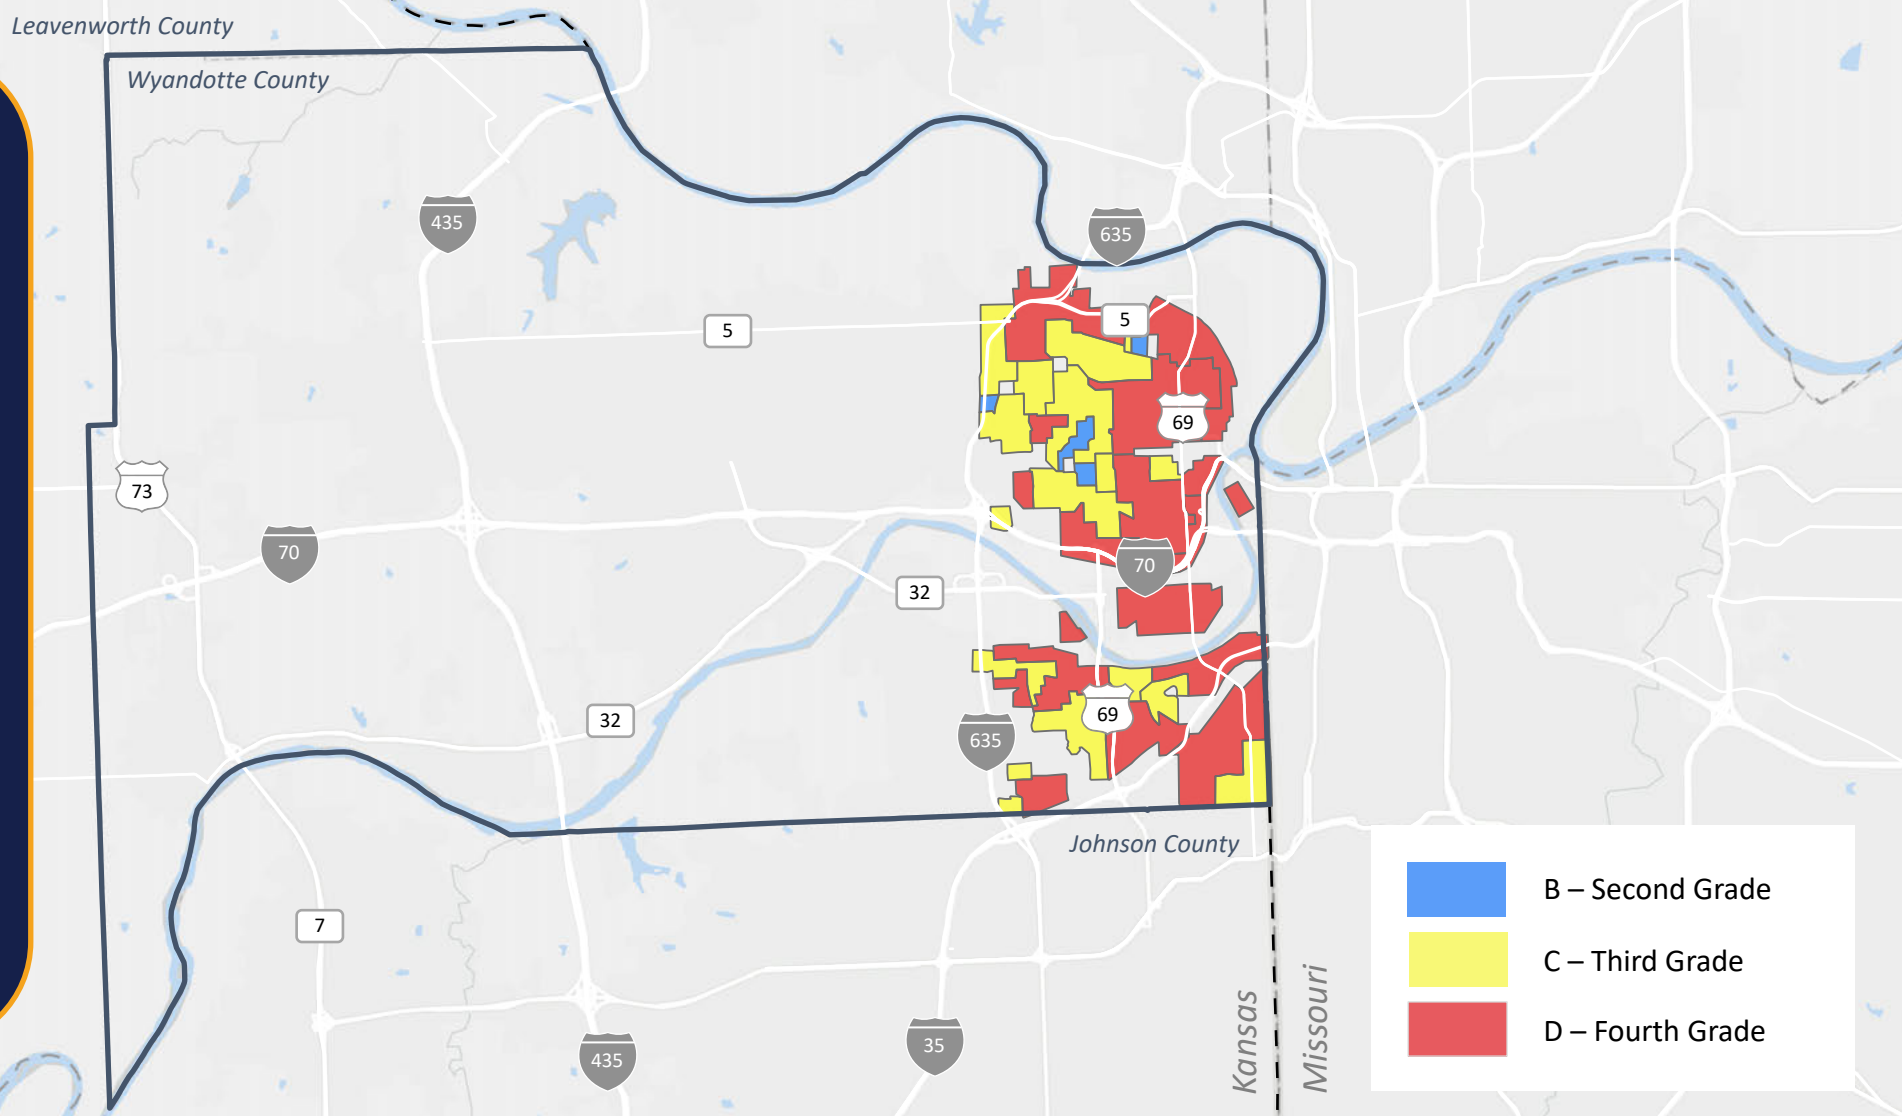 Leavenworth County
Wyandotte County
435
635
5
5
69
73
70
70
32
32
69
635
Johnson County
7
435
35
Kansas
Missouri
B – Second Grade
C – Third Grade
D – Fourth Grade